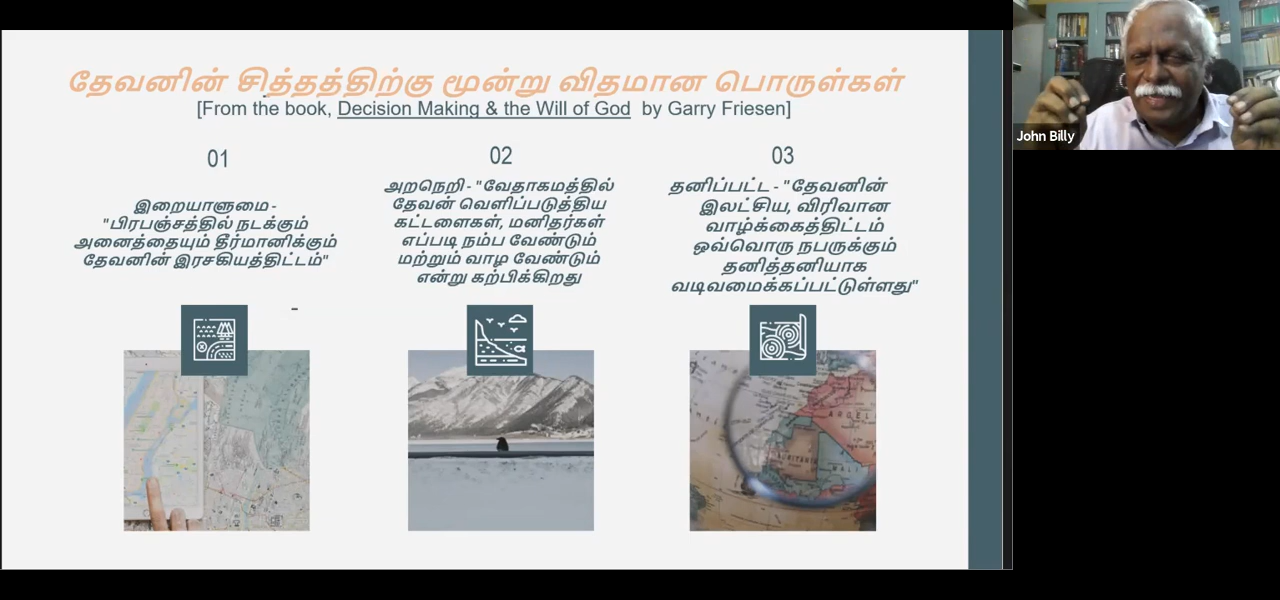 தேவனின் சித்தத்திற்கு மூன்று விதமான பொருள்கள்
[From the book, Decision Making & the Will of God by Garry Friesen]
01
இறையாளுமை -
"பிரபஞ்சத்தில் நடக்கும்
அனைத்தையும் தீர்மானிக்கும்
தேவனின் இரசகியத்திட்டம்"
-
02
அறநெறி - "வேதாகமத்தில்
தேவன் வெளிப்படுத்திய
கட்டளைகள், மனிதர்கள்
எப்படி நம்ப வேண்டும்
மற்றும் வாழ வேண்டும்
என்று கற்பிக்கிறது
03
தனிப்பட்ட - "தேவனின்
இலட்சிய, விரிவான
வாழ்க்கைத்திட்டம்
ஒவ்வொரு நபருக்கும்
தனித்தனியாக
வடிவமைக்கப்பட்டுள்ளது"
MALI
John Billy